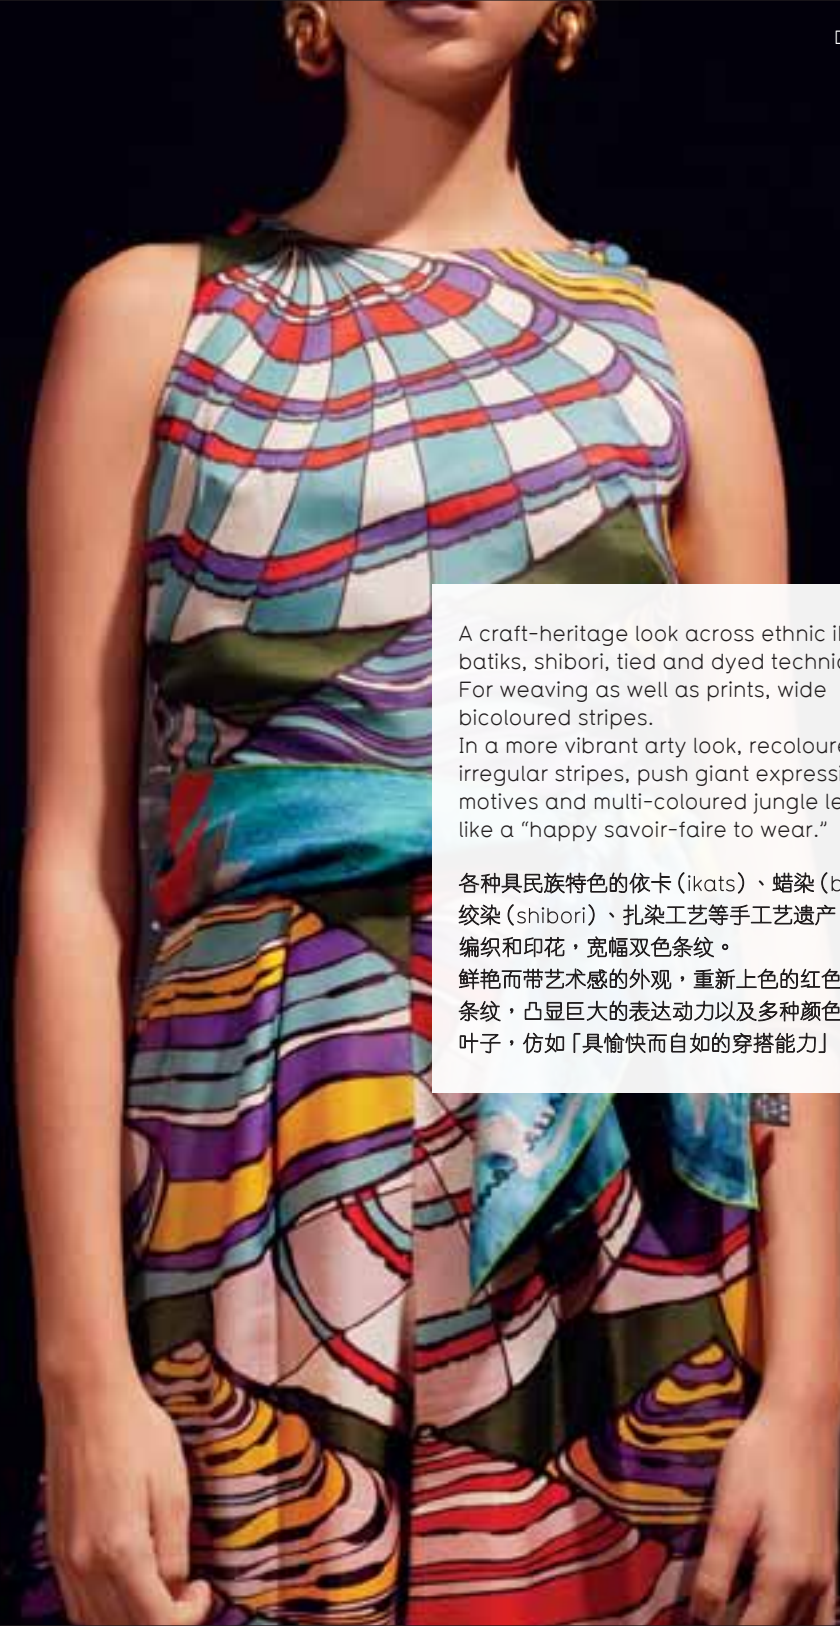 A craft-heritage look across ethnic
batiks, shibori, tied and dyed
For weaving as well as prints, wide
bicoloured stripes.
In a more vibrant arty look,
irregular stripes, push giant
motives and multi-coloured jungle
like a “happy savoir-faire to wear.”
各种具民族特色的依卡(ikats)、蜡染(
绞染(shibori)、扎染工艺等手工艺遗产
编织和印花，宽幅双色条纹。
鲜艳而带艺术感的外观，重新上色的红色
条纹，凸显巨大的表达动力以及多种颜色
叶子，仿如「具愉快而自如的穿搭能力」